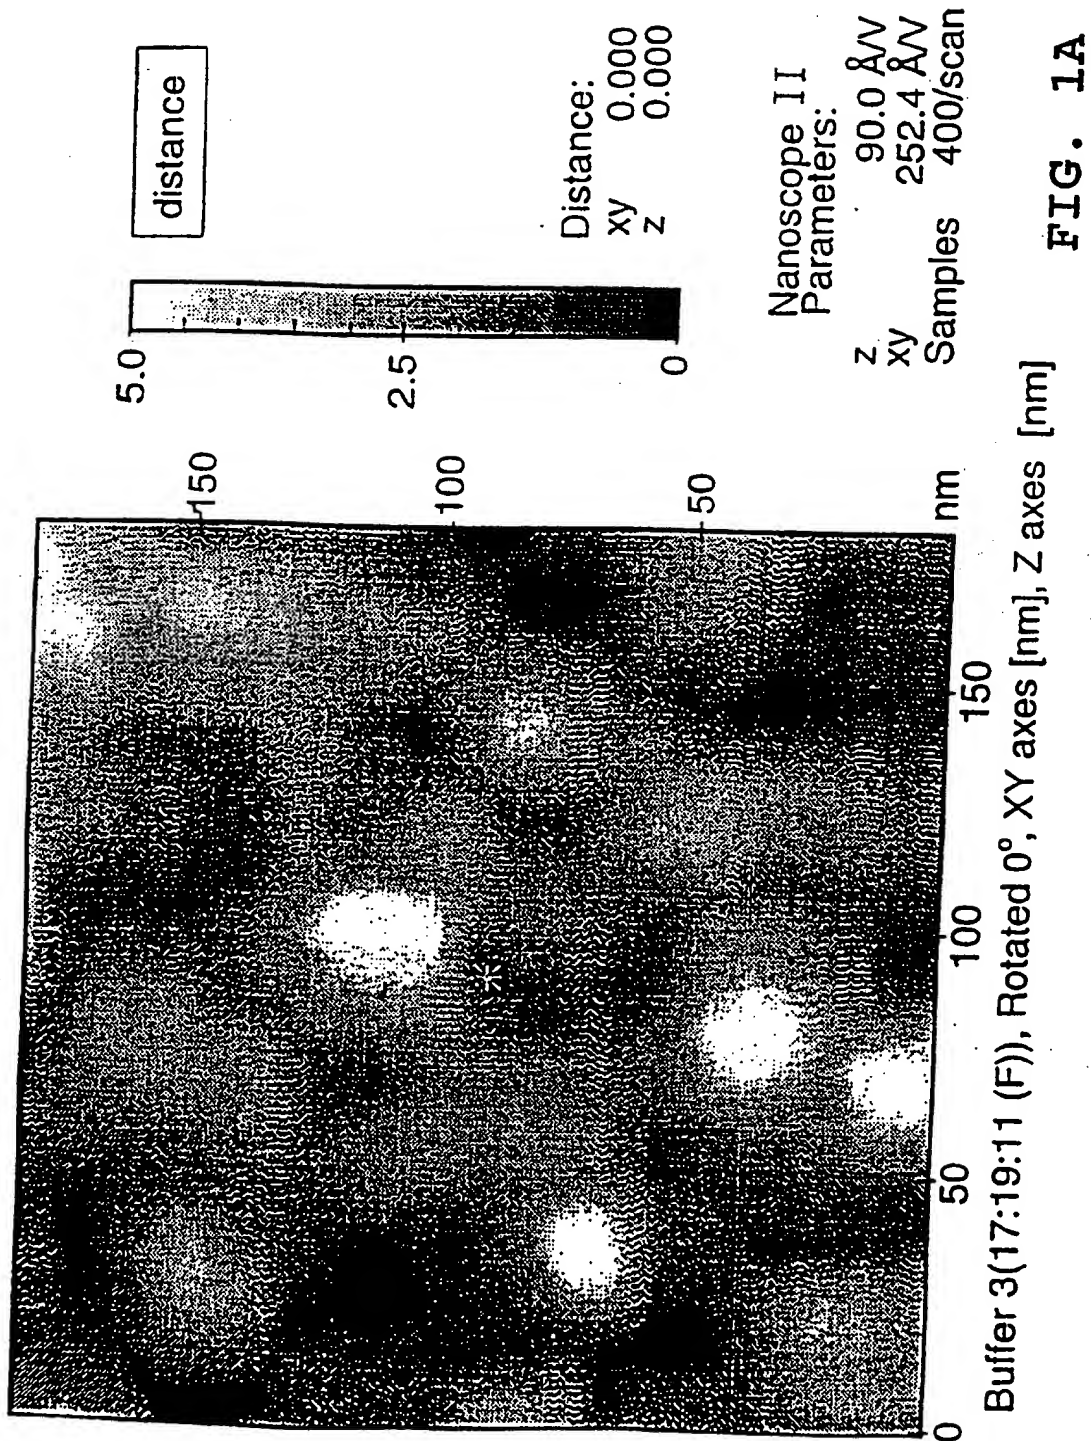 distance
5.0
2.5
0
Distance:
xy 0.000
z 0.000
Nanoscope II
Parameters:
z 90.0 Å/V
xy 252.4 Å/V
Samples 400/scan
150
100
50
nm
0
50
100
150
Buffer 3(17:19:11 (F)), Rotated 0°, XY axes [nm], Z axes [nm]
FIG. 1A